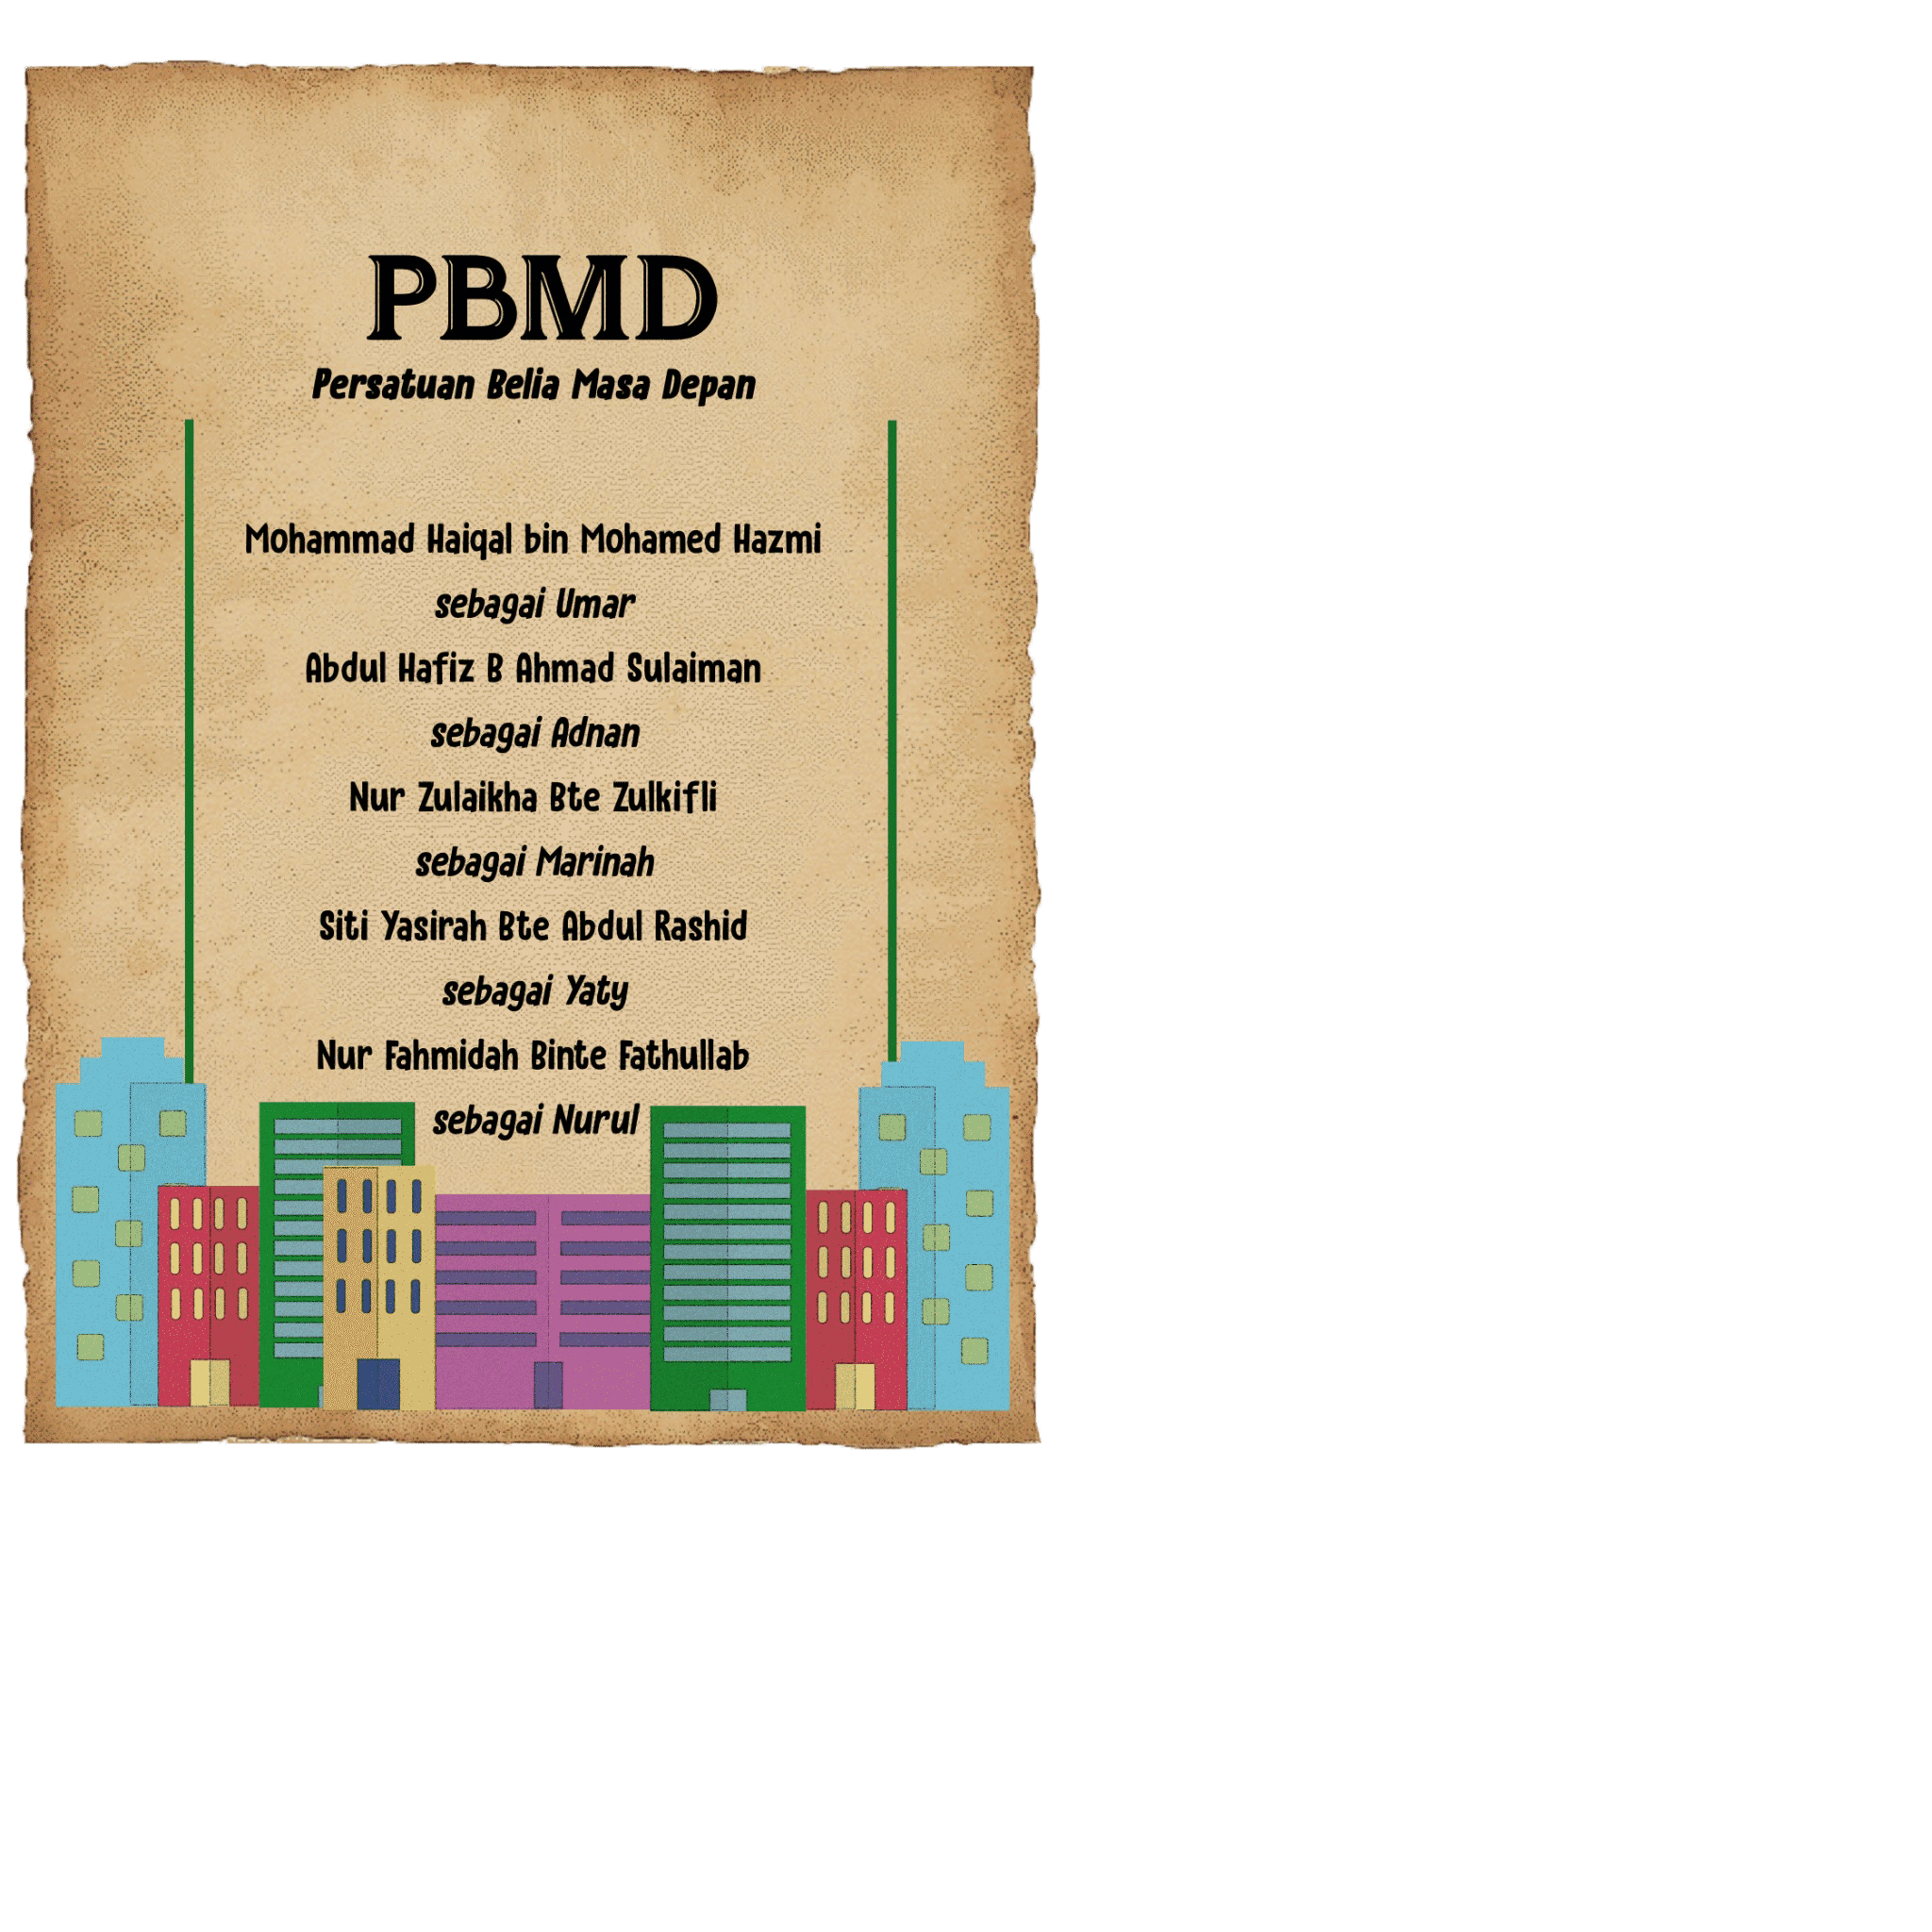 PBMD
Persatuan Belia Masa Depan
Mohammad Haiqal bin Mohamed Hazmi
sebagai Umar
Abdul Hafiz B Ahmad Sulaiman
sebagai Adnan
Nur Zulaikha Bte Zulkifli
sebagai Marinah
Siti Yasirah Bte Abdul Rashid
sebagai Yaty
Nur Fahmidah Binte Fathullab
sebagai Nurul